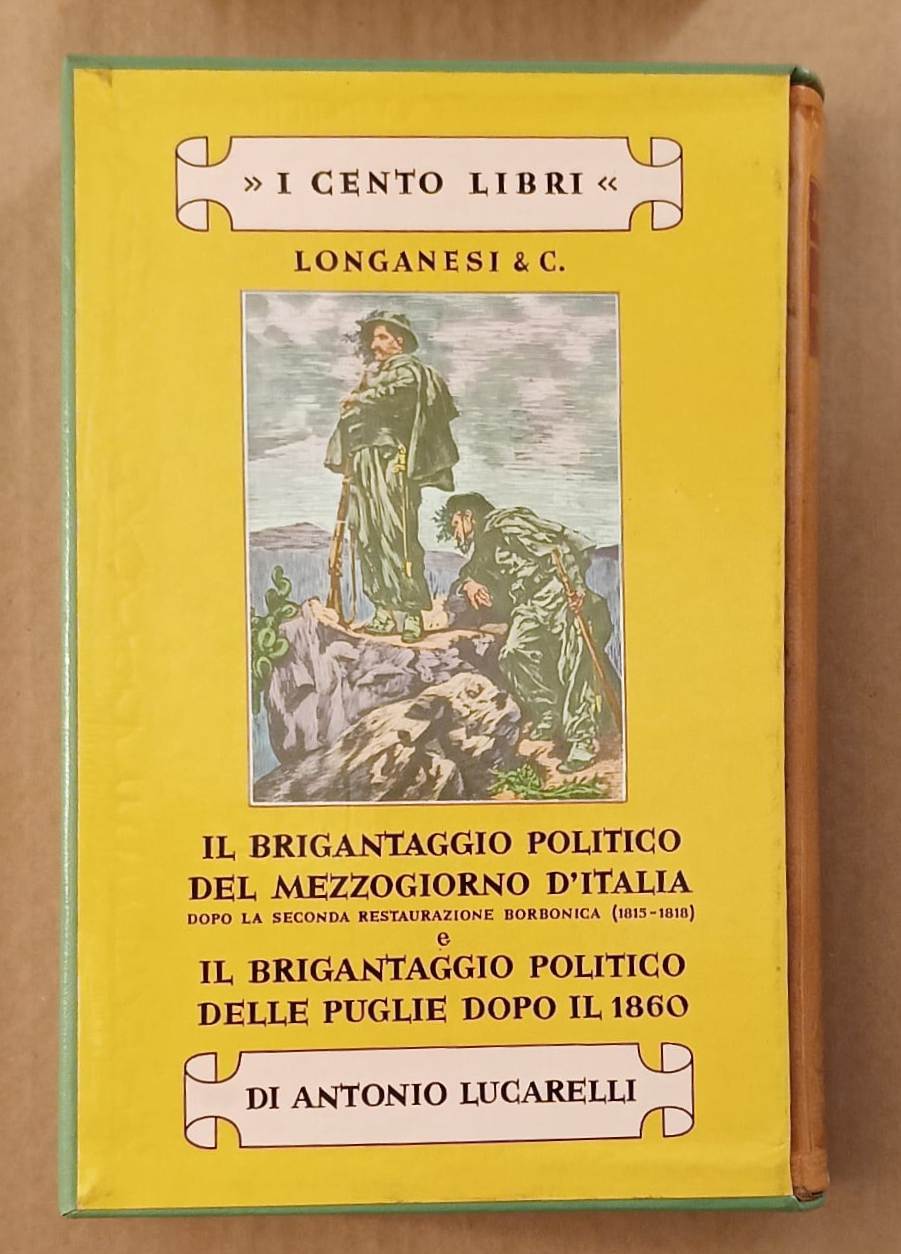 » I CENTO LIBRI «
LONGANESI & C.
IL BRIGANTAGGIO POLITICO
DEL MEZZOGIORNO D'ITALIA
DOPO LA SECONDA RESTAURAZIONE BORBONICA (1815-1818)
e
IL BRIGANTAGGIO POLITICO
DELLE PUGLIE DOPO IL 1860
DI ANTONIO LUCARELLI